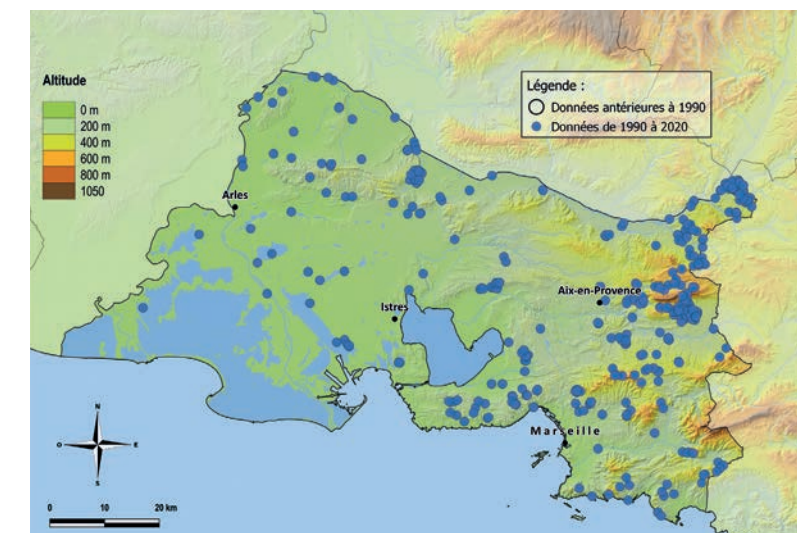 Altitude
0 m
200 m
400 m
600 m
800 m
1050
Légende :
Données antérieures à 1990
Données de 1990 à 2020
Arles
Istres
Aix-en-Provence
Marseille
N
O
E
S
0 10 20 km